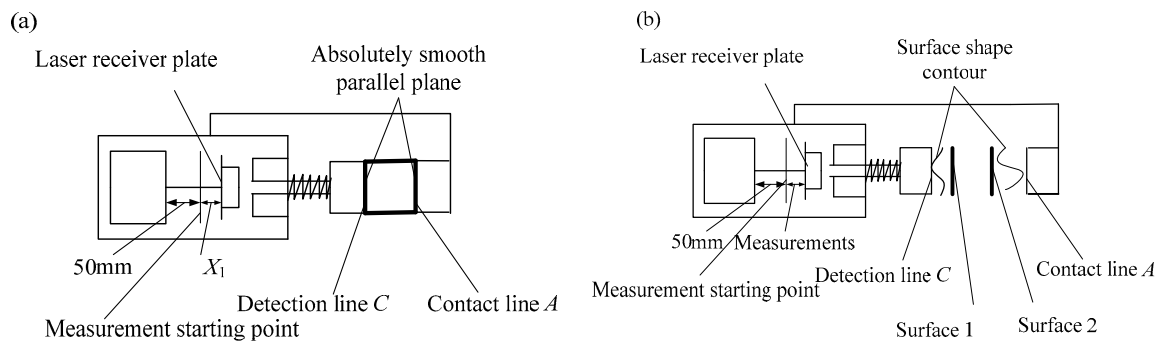 (a)
Laser receiver plate
Absolutely smooth
parallel plane
50mm
X1
Detection line C
Contact line A
Measurement starting point
(b)
Surface shape
contour
Laser receiver plate
50mm
Measurements
Detection line C
Contact line A
Measurement starting point
Surface 1
Surface 2